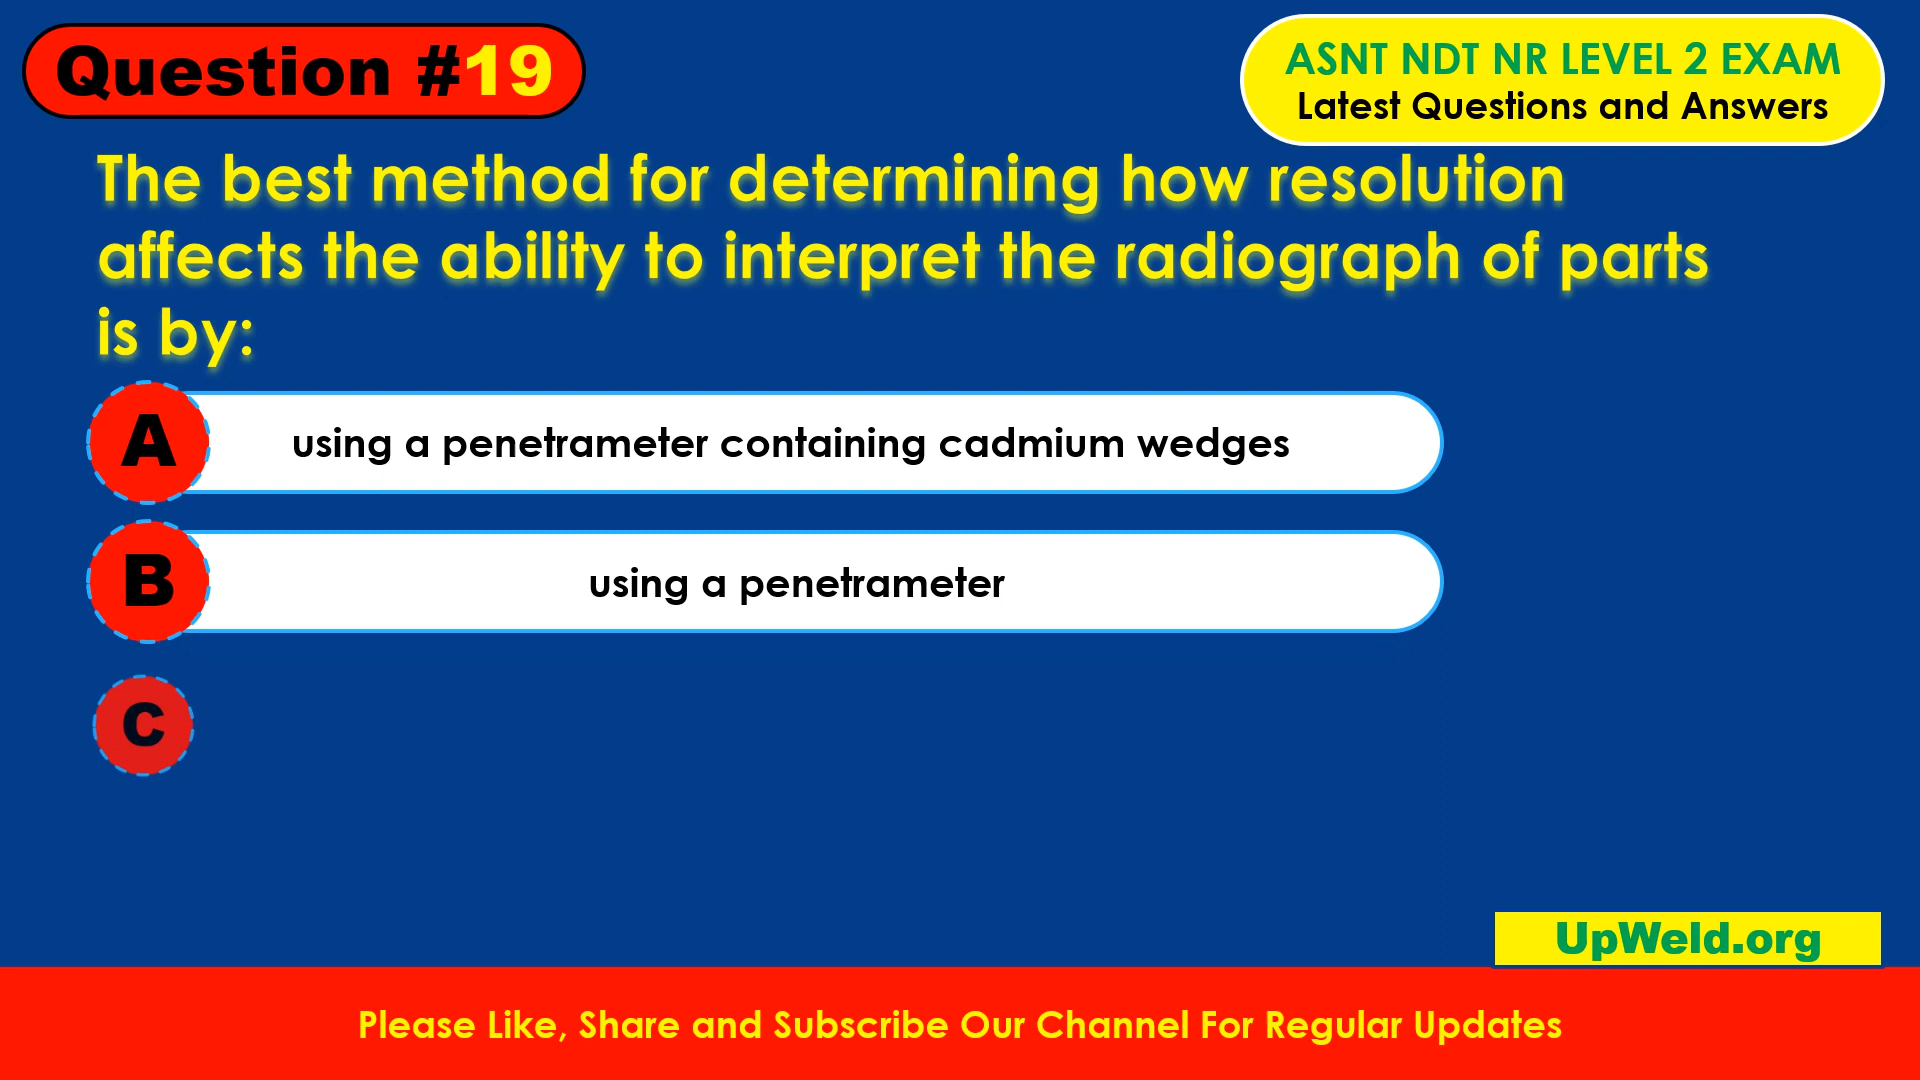 Question #19
ASNT NDT NR LEVEL 2 EXAM
Latest Questions and Answers
The best method for determining how resolution
affects the ability to interpret the radiograph of parts
is by:
A
using a penetrameter containing cadmium wedges
B
using a penetrameter
C
UpWeld.org
Please Like, Share and Subscribe Our Channel For Regular Updates